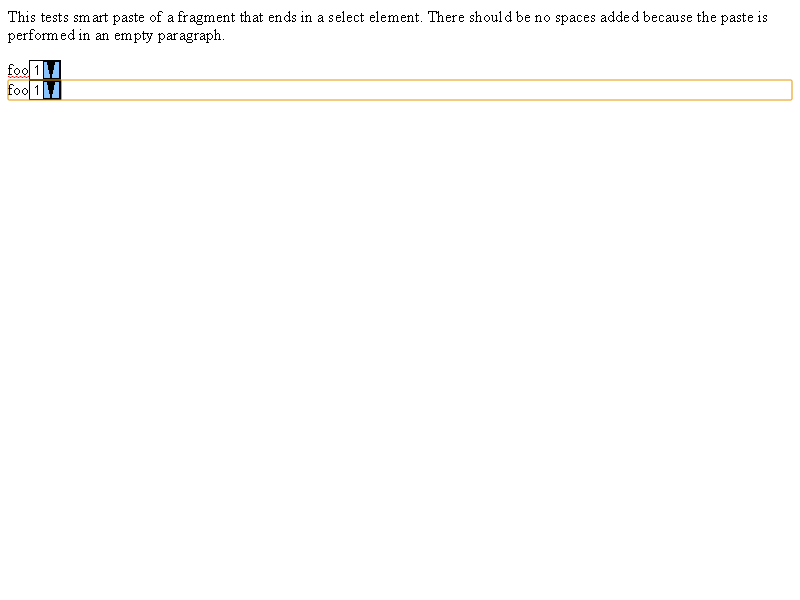 This tests smart paste of a fragment that ends in a select element. There should be no spaces added because the paste is
performed in an empty paragraph.
foo 1
foo 1